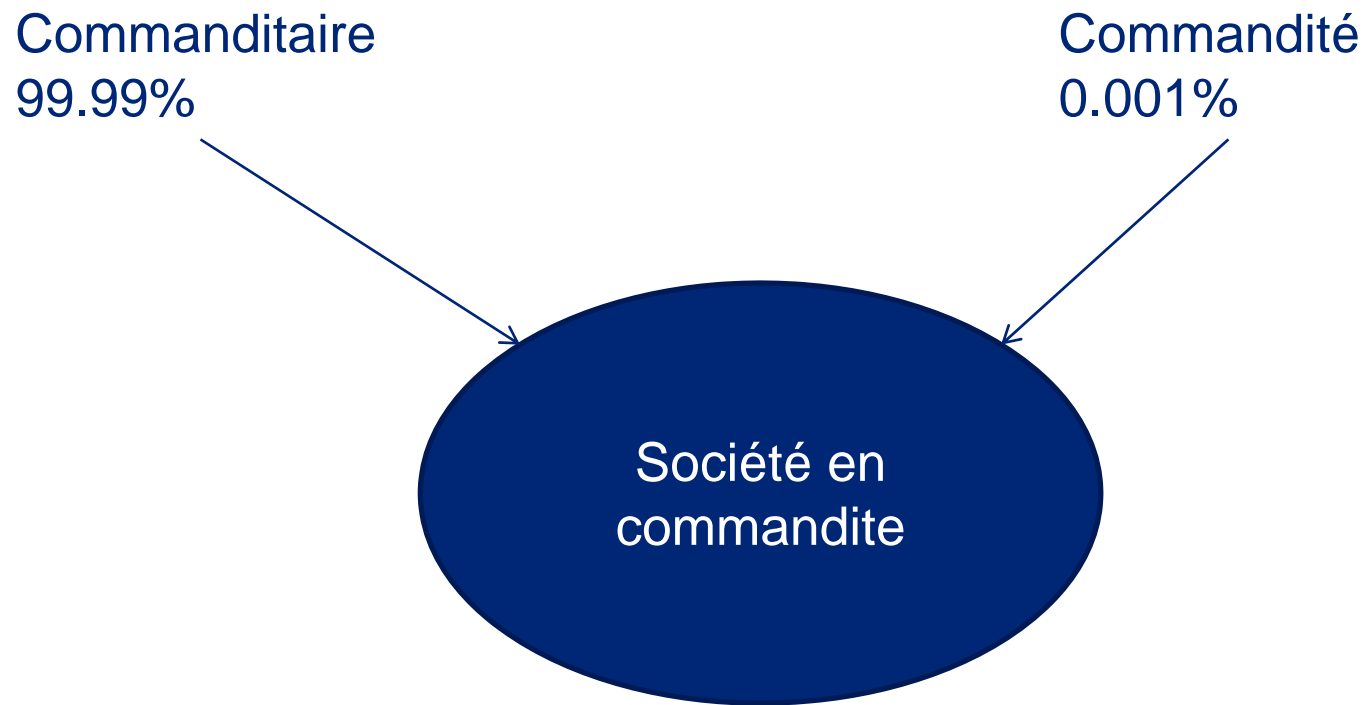 Commanditaire
99.99%
Commandité
0.001%
Société en
commandite